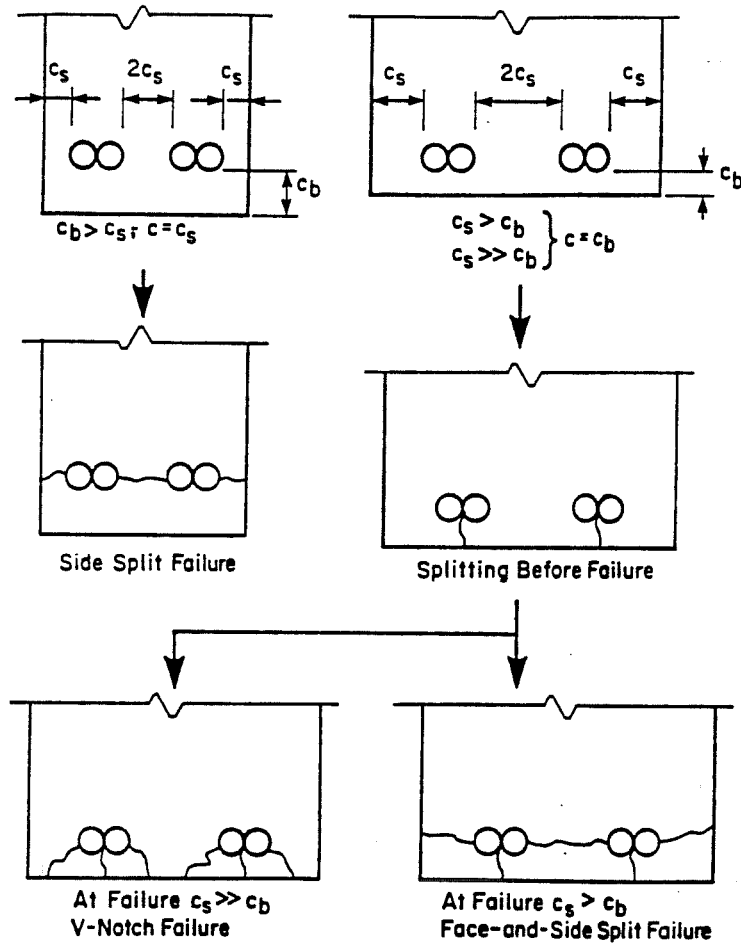 c_s 2c_s c_s
c_b
c_b > c_s; c = c_s
c_s 2c_s c_s
c_b
c_s > c_b
c_s >> c_b } c = c_b
Side Split Failure
Splitting Before Failure
At Failure c_s >> c_b
V-Notch Failure
At Failure c_s > c_b
Face-and-Side Split Failure